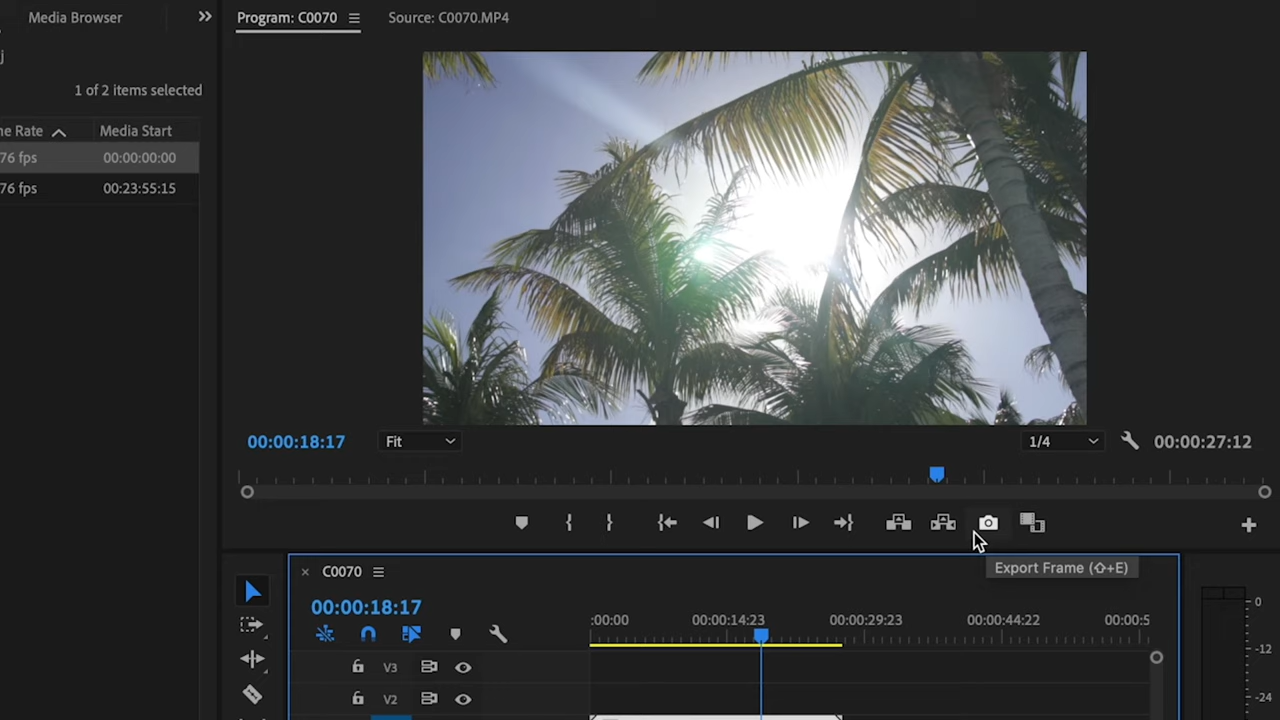 Media Browser
Program: C0070
Source: C0070.MP4
1 of 2 items selected
ne Rate
Media Start
76 fps
00:00:00:00
76 fps
00:23:55:15
00:00:18:17
Fit
1/4
00:00:27:12
Export Frame (⇧+E)
C0070
00:00:18:17
:00:00
00:00:14:23
00:00:29:23
00:00:44:22
00:00:5
V3
V2
0
-12
-24